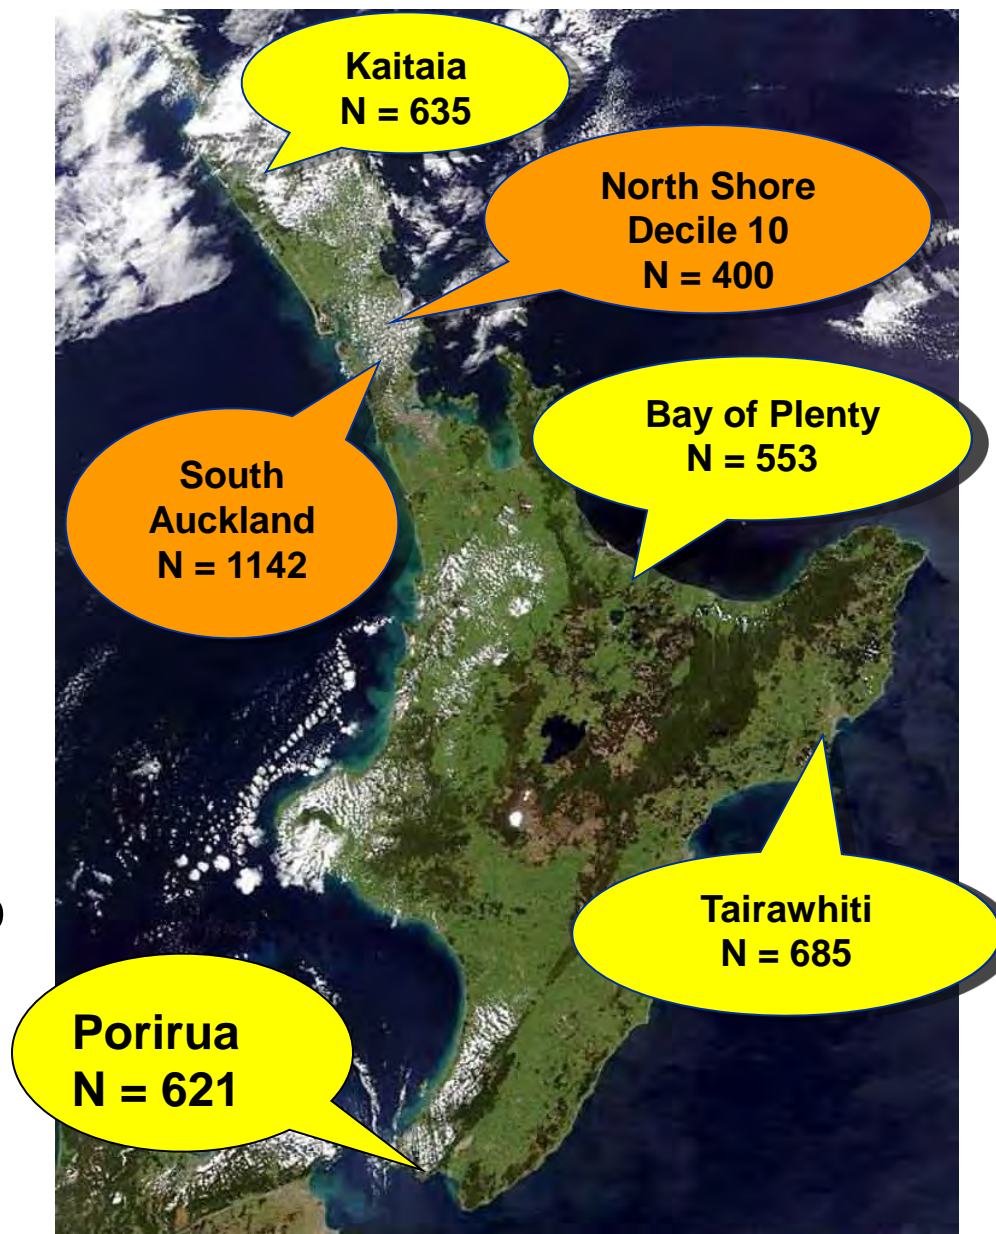 Kaitaia
N = 635
North Shore
Decile 10
N = 400
Bay of Plenty
N = 553
South
Auckland
N = 1142
Tairawhiti
N = 685
)
Porirua
N = 621